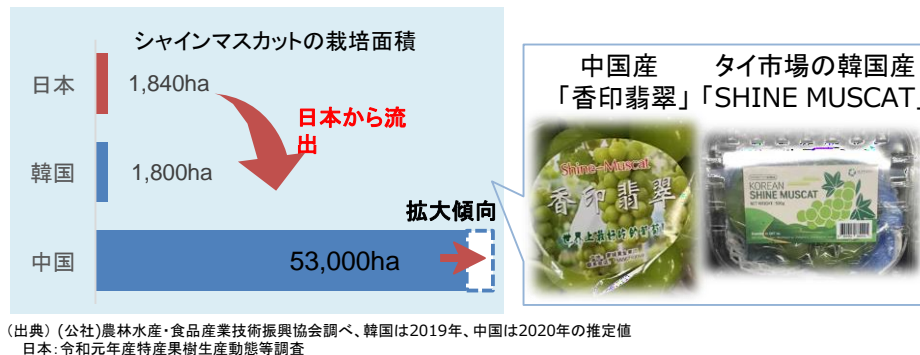 シャインマスカットの栽培面積
日本
1,840ha
日本から流
出
韓国
1,800ha
拡大傾向
中国
53,000ha
中国産
「香印翡翠」
タイ市場の韓国産
「SHINE MUSCAT」
Shine-Muscat
香印翡翠
KOREAN
SHINE MUSCAT
(出典) (公社)農林水産・食品産業技術振興協会調べ、韓国は2019年、中国は2020年の推定値
日本:令和元年産特産果樹生産動態等調査